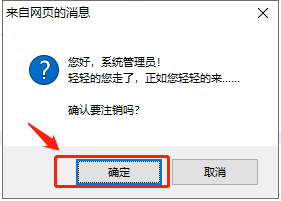 来自网页的消息
您好，系统管理员！
轻轻的您走了，正如您轻轻的来......
确认要注销吗?
确定
取消